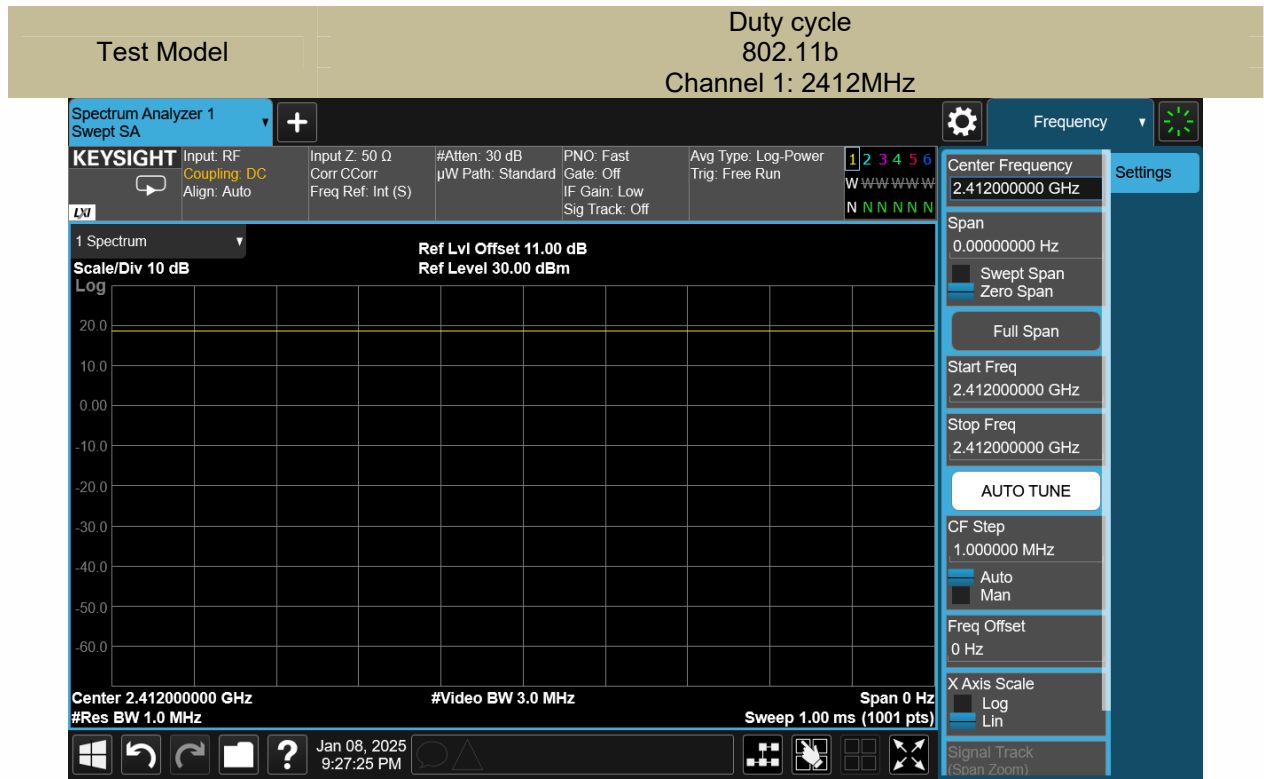 Test Model
Duty cycle
802.11b
Channel 1: 2412MHz
Spectrum Analyzer 1
Swept SA
Frequency
KEYSIGHT
LXI
Input: RF
Coupling: DC
Align: Auto
Input Z: 50 Ω
Corr CCorr
Freq Ref: Int (S)
#Atten: 30 dB
µW Path: Standard
PNO: Fast
Gate: Off
IF Gain: Low
Sig Track: Off
Avg Type: Log-Power
Trig: Free Run
1 2 3 4 5 6
W W W W W W
N N N N N N
1 Spectrum
Scale/Div 10 dB
Ref Lvl Offset 11.00 dB
Ref Level 30.00 dBm
Log
20.0
10.0
0.00
-10.0
-20.0
-30.0
-40.0
-50.0
-60.0
Center 2.412000000 GHz
#Res BW 1.0 MHz
#Video BW 3.0 MHz
Span 0 Hz
Sweep 1.00 ms (1001 pts)
Jan 08, 2025
9:27:25 PM
Center Frequency
2.412000000 GHz
Span
0.00000000 Hz
Swept Span
Zero Span
Full Span
Start Freq
2.412000000 GHz
Stop Freq
2.412000000 GHz
AUTO TUNE
CF Step
1.000000 MHz
Auto
Man
Freq Offset
0 Hz
X Axis Scale
Log
Lin
Signal Track
(Span Zoom)
Settings